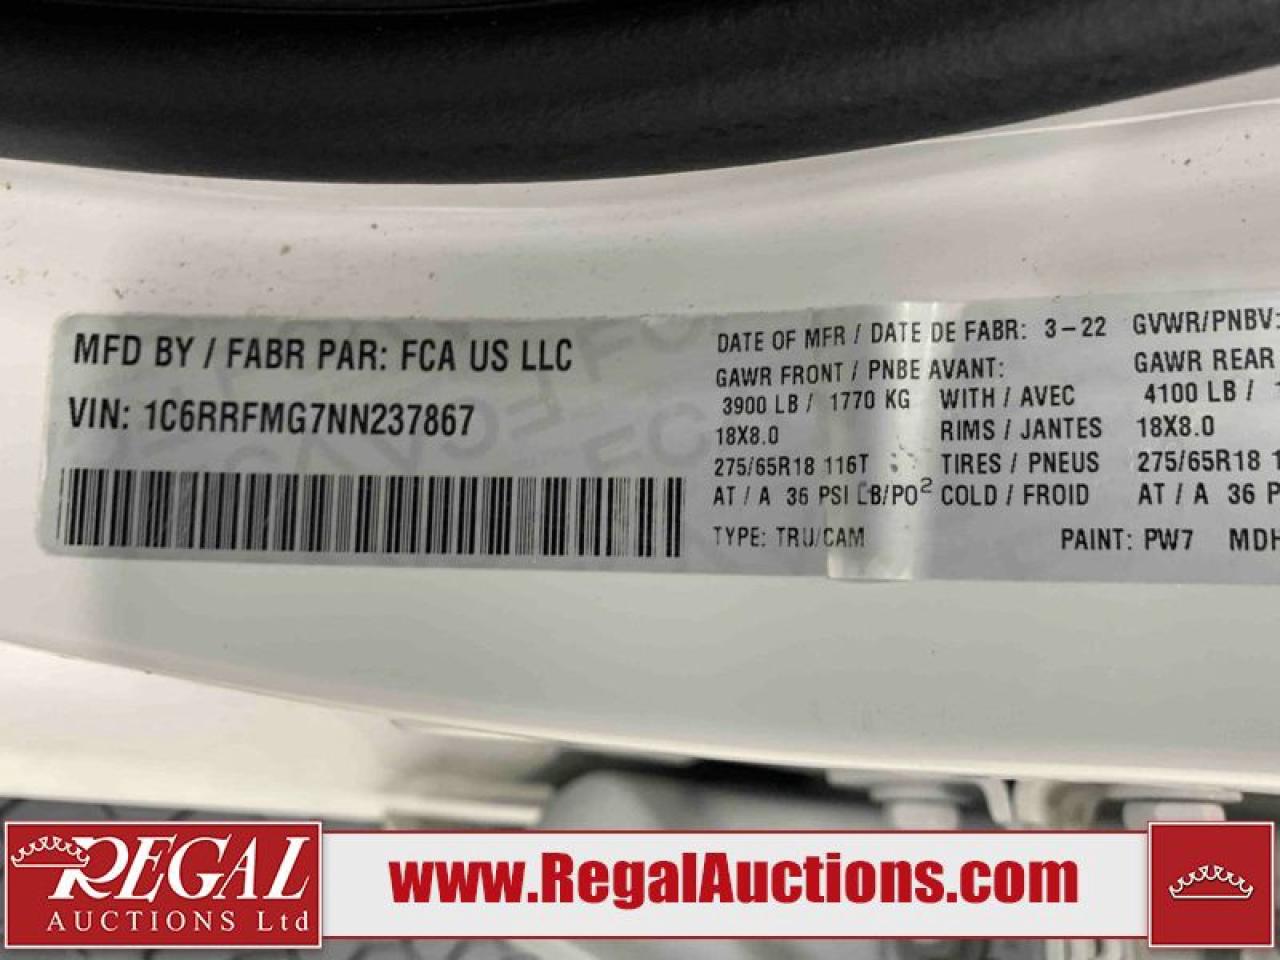 MFD BY / FABR PAR: FCA US LLC
VIN: 1C6RRFMG7NN237867
DATE OF MFR / DATE DE FABR: 3-22 GVWR/PNBV:
GAWR FRONT / PNBE AVANT: GAWR REAR
3900 LB / 1770 KG WITH / AVEC 4100 LB /
18X8.0 RIMS / JANTES 18X8.0
275/65R18 116T TIRES / PNEUS 275/65R18
AT / A 36 PSI LB/PO² COLD / FROID AT / A 36
TYPE: TRU/CAM PAINT: PW7
REGAL
AUCTIONS Ltd
www.RegalAuctions.com